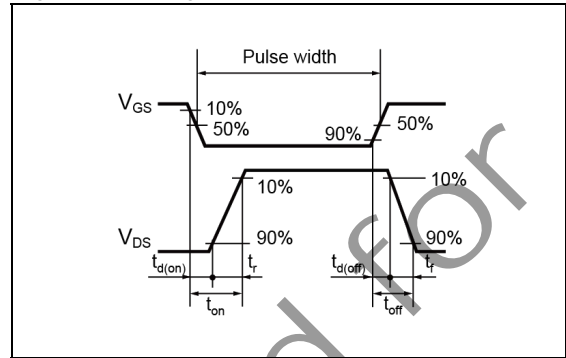 Pulse width
VGS
10%
50%
90%
50%
10%
10%
VDS
90%
90%
td(on)
tr
td(off)
tf
ton
toff
d for